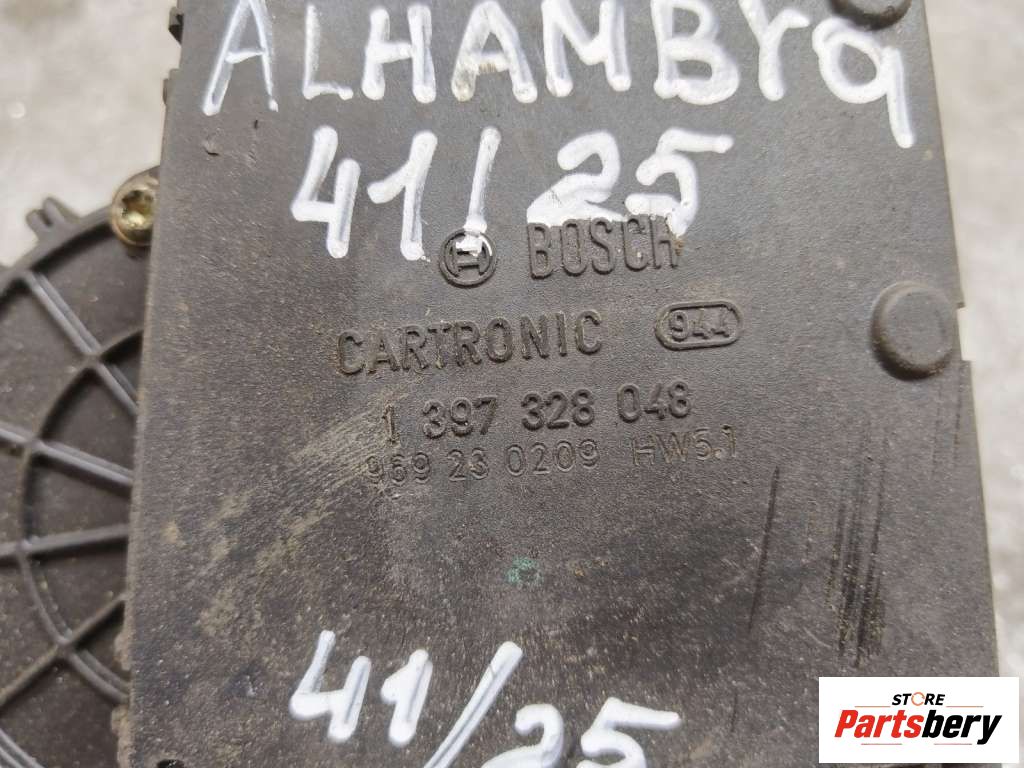 ALHAMBra
41/25
BOSCH
CARTRONIC 944
1 397 328 048
969 23 0209 HW5.1
41/25
STORE
Partsbery